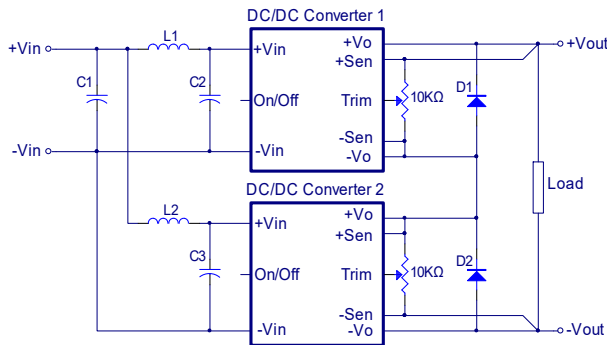 DC/DC Converter 1
+Vin
L1
+Vin
+Vo
+Vout
+Sen
C1
C2
On/Off
Trim
10KΩ
D1
-Sen
-Vin
-Vin
-Vo
Load
DC/DC Converter 2
L2
+Vin
+Vo
+Sen
C3
On/Off
Trim
10KΩ
D2
-Sen
-Vin
-Vo
-Vout